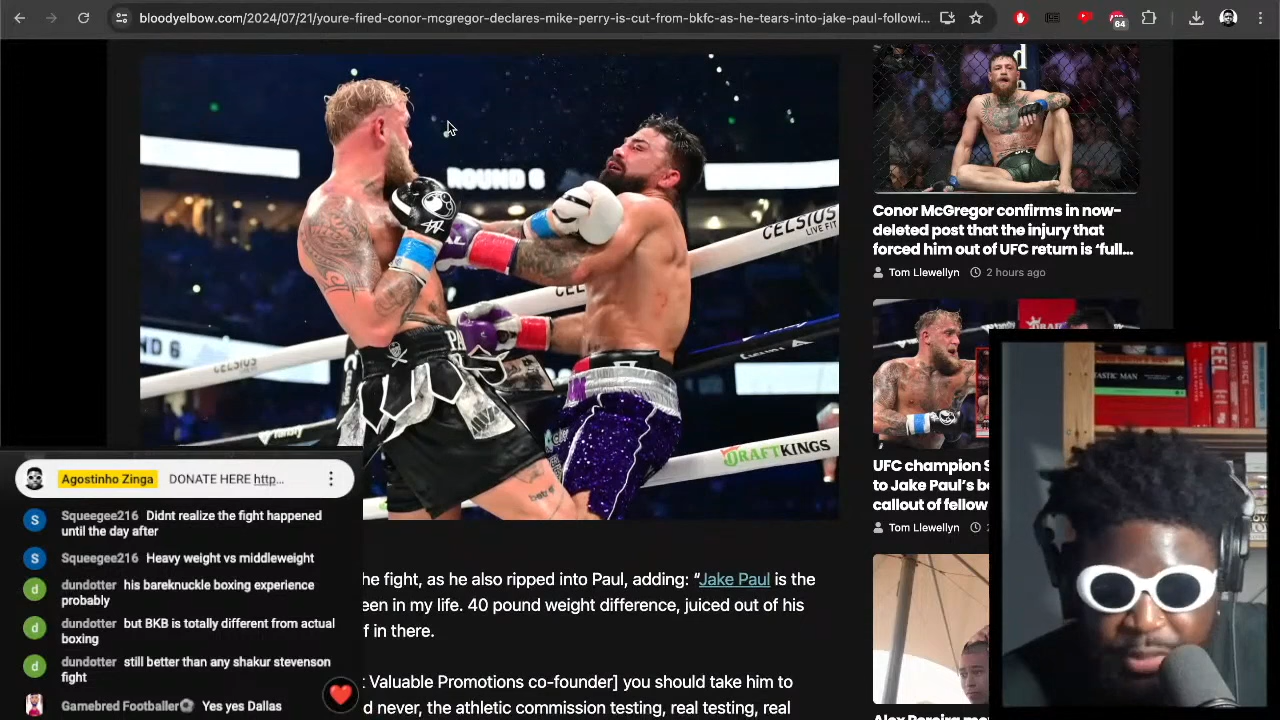 bloodyelbow.com/2024/07/21/youre-fired-conor-mcgregor-declares-mike-perry-is-cut-from-bkfc-as-he-tears-into-jake-paul-followi...
64
ROUND 6
CELSIUS
LIVE FIT
CEL
ND 6
CELSIUS
DRAFTKINGS
Conor McGregor confirms in now-
deleted post that the injury that
forced him out of UFC return is ‘full...
Tom Llewellyn 2 hours ago
UFC champion S
to Jake Paul’s b
callout of fellow
Tom Llewellyn
he fight, as he also ripped into Paul, adding: “Jake Paul is the
een in my life. 40 pound weight difference, juiced out of his
f in there.
t Valuable Promotions co-founder] you should take him to
d never, the athletic commission testing, real testing, real
Agostinho Zinga DONATE HERE http...
Squeegee216 Didnt realize the fight happened
until the day after
Squeegee216 Heavy weight vs middleweight
dundotter his bareknuckle boxing experience
probably
dundotter but BKB is totally different from actual
boxing
dundotter still better than any shakur stevenson
fight
Gamebred Footballer Yes yes Dallas